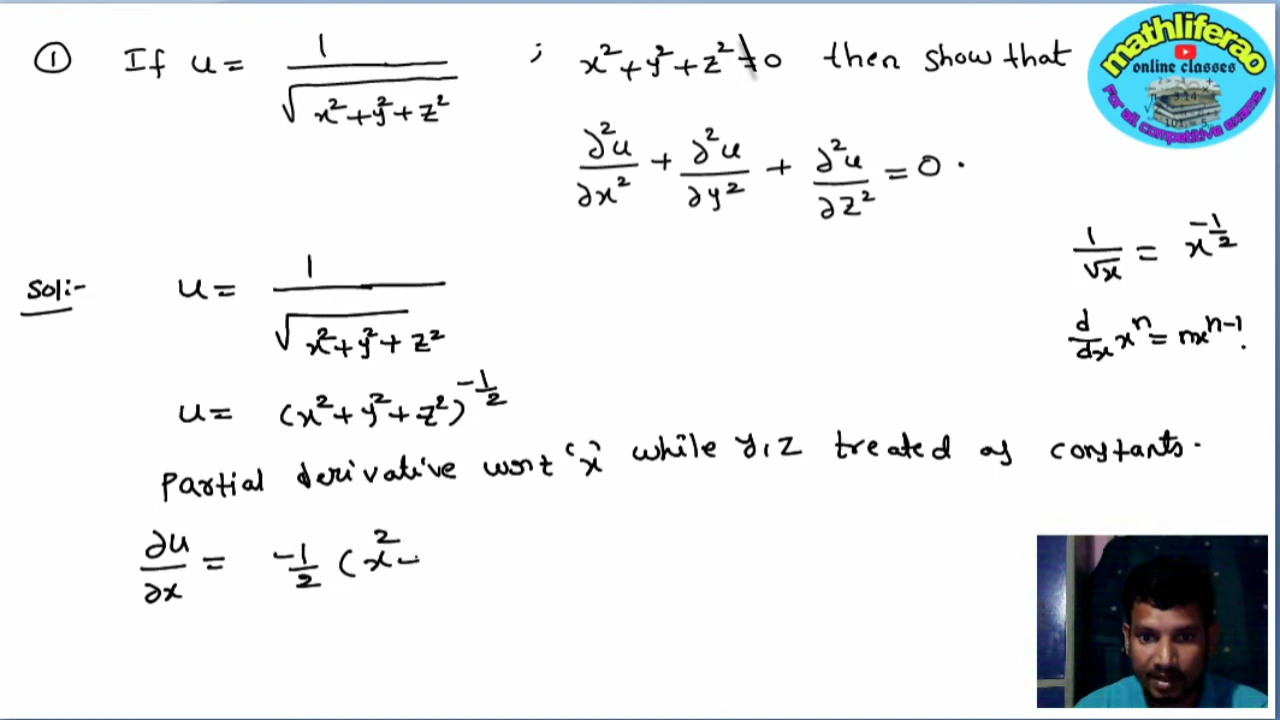 ① If u = 1/√(x²+y²+z²) ; x²+y²+z² ≠ 0 then show that
∂²u/∂x² + ∂²u/∂y² + ∂²u/∂z² = 0 .
mathliferao
online classes
For all competitive exams..
1/√x = x^(-1/2)
d/dx x^n = nx^(n-1) .
Sol:- u = 1/√(x²+y²+z²)
u = (x²+y²+z²)^(-1/2)
Partial derivative wort 'x' while y,z treated as constants.
∂u/∂x = -1/2 (x² -